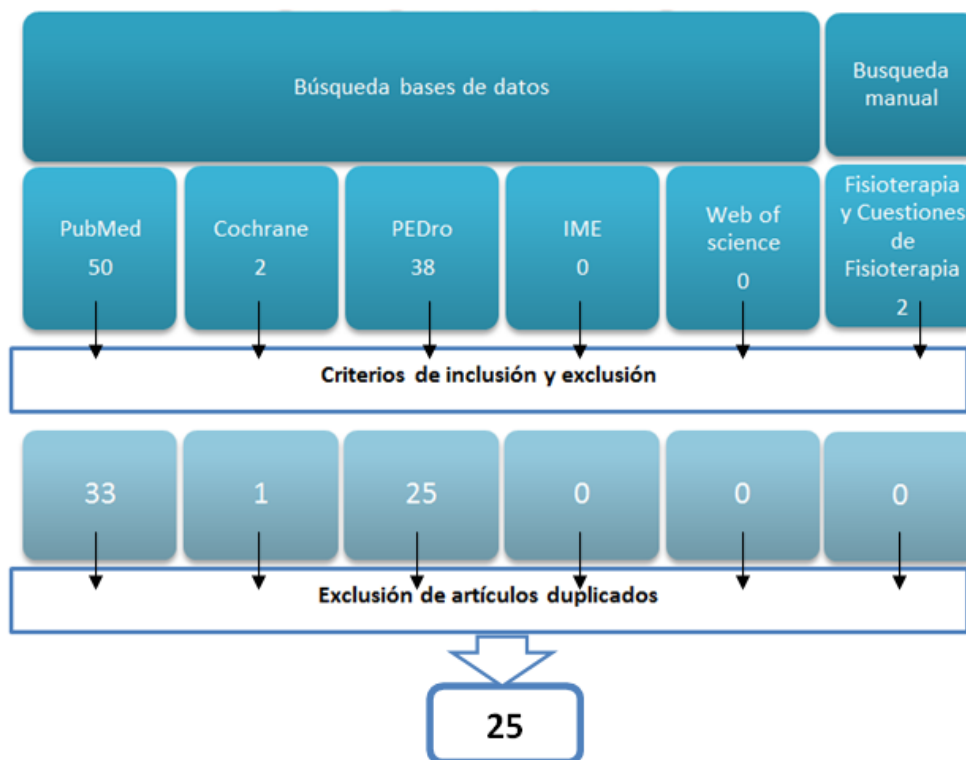 Búsqueda bases de datos
Busqueda
manual
PubMed
50
Cochrane
2
PEDro
38
IME
0
Web of
science
0
Fisioterapia
y Cuestiones
de
Fisioterapia
2
Criterios de inclusión y exclusión
33
1
25
0
0
0
Exclusión de artículos duplicados
25